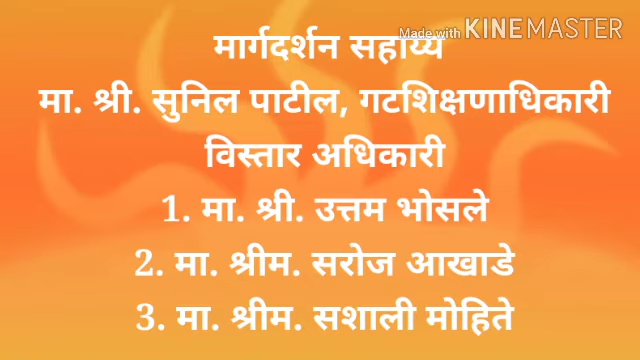 Made with KINEMASTER
मार्गदर्शन सहाय्य
मा. श्री. सुनिल पाटील, गटशिक्षणाधिकारी
विस्तार अधिकारी
1. मा. श्री. उत्तम भोसले
2. मा. श्रीम. सरोज आखाडे
3. मा. श्रीम. सशाली मोहिते